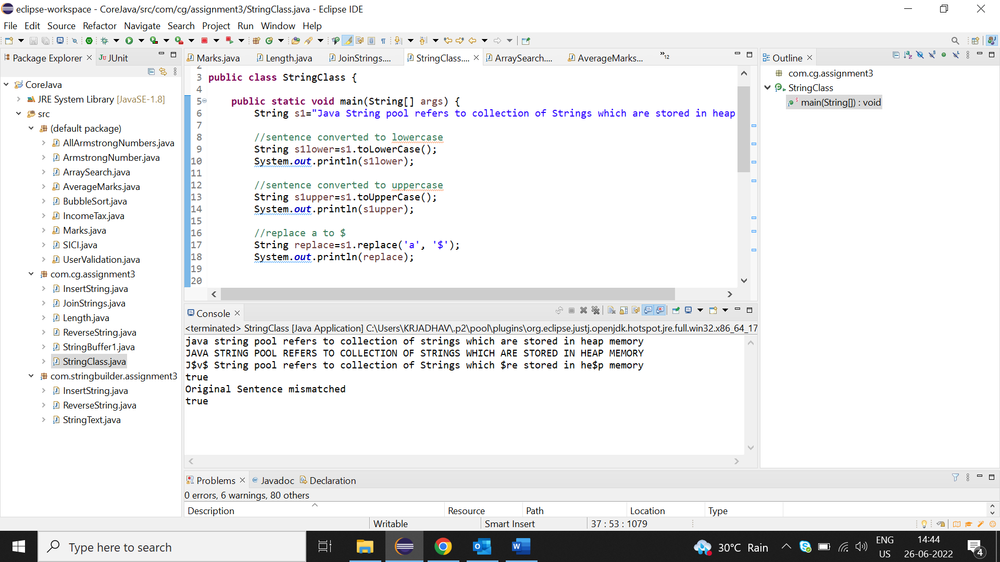 eclipse-workspace - CoreJava/src/com/cg/assignment3/StringClass.java - Eclipse IDE
File Edit Source Refactor Navigate Search Project Run Window Help
Package Explorer JUnit
CoreJava
JRE System Library [JavaSE-1.8]
src
(default package)
AllArmstrongNumbers.java
ArmstrongNumber.java
ArraySearch.java
AverageMarks.java
BubbleSort.java
IncomeTax.java
Marks.java
SICI.java
UserValidation.java
com.cg.assignment3
InsertString.java
JoinStrings.java
Length.java
ReverseString.java
StringBuffer1.java
StringClass.java
com.stringbuilder.assignment3
InsertString.java
ReverseString.java
StringText.java
Marks.java Length.java JoinStrings.... StringClass.... ArraySearch.... AverageMarks... »12
2
3 public class StringClass {
4
5 public static void main(String[] args) {
6 String s1="Java String pool refers to collection of Strings which are stored in heap
7
8 //sentence converted to lowercase
9 String s1lower=s1.toLowerCase();
10 System.out.println(s1lower);
11
12 //sentence converted to uppercase
13 String s1upper=s1.toUpperCase();
14 System.out.println(s1upper);
15
16 //replace a to $
17 String replace=s1.replace('a', '$');
18 System.out.println(replace);
19
20
Console
<terminated> StringClass [Java Application] C:\Users\KRJADHAV\.p2\pool\plugins\org.eclipse.justj.openjdk.hotspot.jre.full.win32.x86_64_17
java string pool refers to collection of strings which are stored in heap memory
JAVA STRING POOL REFERS TO COLLECTION OF STRINGS WHICH ARE STORED IN HEAP MEMORY
J$v$ String pool refers to collection of Strings which $re stored in he$p memory
true
Original Sentence mismatched
true
Problems @ Javadoc Declaration
0 errors, 6 warnings, 80 others
Description Resource Path Location Type
Outline
com.cg.assignment3
StringClass
main(String[]) : void
Writable Smart Insert 37 : 53 : 1079
Type here to search
30°C Rain
ENG
US
14:44
26-06-2022
4